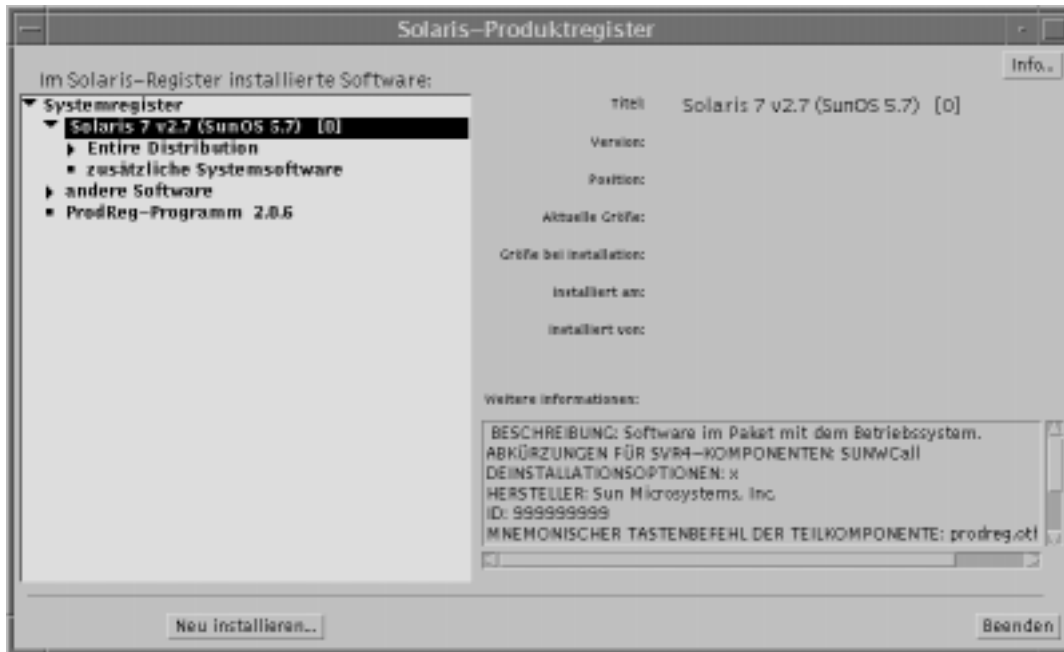 Solaris-Produktregister
Info..
Im Solaris-Register installierte Software:
Systemregister
Solaris 7 v2.7 (SunOS 5.7) [0]
Entire Distribution
zusätzliche Systemsoftware
andere Software
ProdReg-Programm 2.0.6
Titel: Solaris 7 v2.7 (SunOS 5.7) [0]
Version:
Position:
Aktuelle Größe:
Größe bei Installation:
Installiert am:
Installiert von:
Weitere Informationen:
BESCHREIBUNG: Software im Paket mit dem Betriebssystem.
ABKÜRZUNGEN FÜR SVR4-KOMPONENTEN: SUNWCall
DEINSTALLATIONSOPTIONEN: x
HERSTELLER: Sun Microsystems, Inc.
ID: 999999999
MNEMONISCHER TASTENBEFEHL DER TEILKOMPONENTE: prodreg.otl
Neu installieren...
Beenden